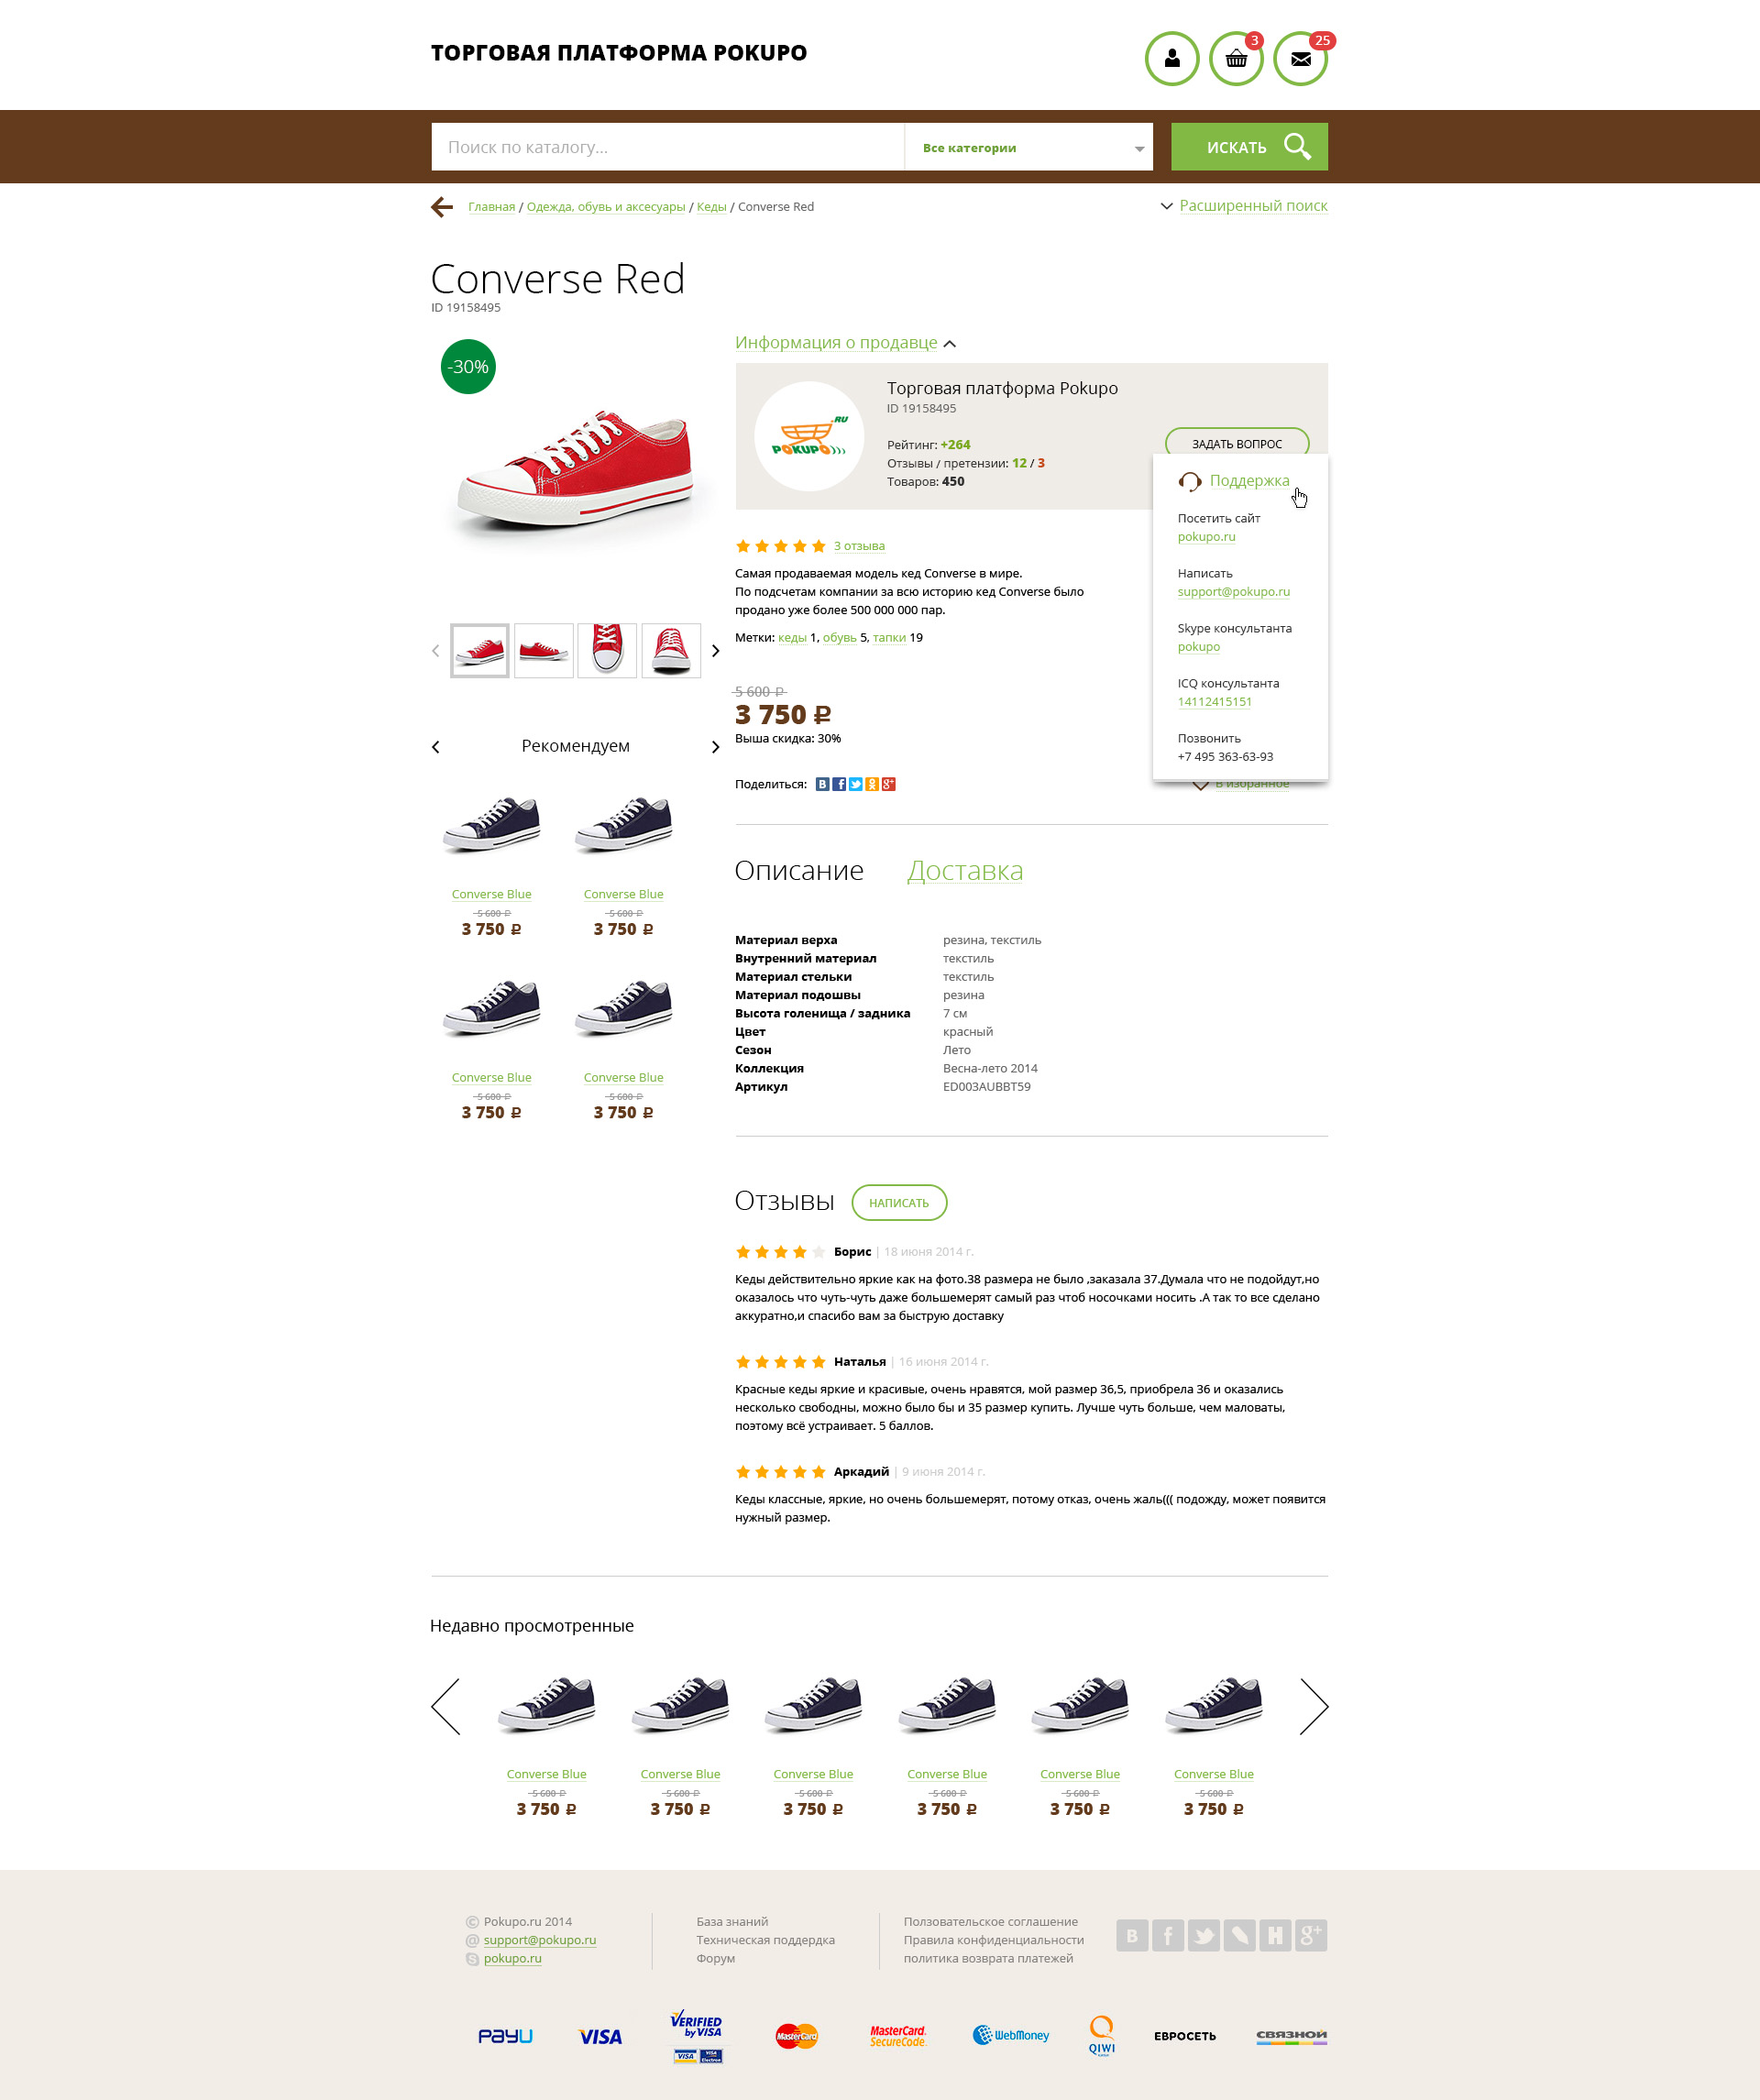 ТОРГОВАЯ ПЛАТФОРМА POKUPO
3
25
Поиск по каталогу...
Все категории
ИСКАТЬ
Главная / Одежда, обувь и аксесуары / Кеды / Converse Red
Расширенный поиск
Converse Red
ID 19158495
-30%
Информация о продавце
POKUPO.RU
Торговая платформа Pokupo
ID 19158495
Рейтинг: +264
Отзывы / претензии: 12 / 3
Товаров: 450
ЗАДАТЬ ВОПРОС
Поддержка
Посетить сайт
pokupo.ru
Написать
support@pokupo.ru
Skype консультанта
pokupo
ICQ консультанта
14112415151
Позвонить
+7 495 363-63-93
В избранное
3 отзыва
Самая продаваемая модель кед Converse в мире.
По подсчетам компании за всю историю кед Converse было
продано уже более 500 000 000 пар.
Метки: кеды 1, обувь 5, тапки 19
5 600 ₽
3 750 ₽
Выша скидка: 30%
Поделиться:
Рекомендуем
Converse Blue
5 600 ₽
3 750 ₽
Converse Blue
5 600 ₽
3 750 ₽
Converse Blue
5 600 ₽
3 750 ₽
Converse Blue
5 600 ₽
3 750 ₽
Описание
Доставка
Материал верха резина, текстиль
Внутренний материал текстиль
Материал стельки текстиль
Материал подошвы резина
Высота голенища / задника 7 см
Цвет красный
Сезон Лето
Коллекция Весна-лето 2014
Артикул ED003AUBBT59
Отзывы
НАПИСАТЬ
Борис | 18 июня 2014 г.
Кеды действительно яркие как на фото.38 размера не было ,заказала 37.Думала что не подойдут,но
оказалось что чуть-чуть даже большемерят самый раз чтоб носочками носить .А так то все сделано
аккуратно,и спасибо вам за быструю доставку
Наталья | 16 июня 2014 г.
Красные кеды яркие и красивые, очень нравятся, мой размер 36,5, приобрела 36 и оказались
несколько свободны, можно было бы и 35 размер купить. Лучше чуть больше, чем маловаты,
поэтому всё устраивает. 5 баллов.
Аркадий | 9 июня 2014 г.
Кеды классные, яркие, но очень большемерят, потому отказ, очень жаль((( подожду, может появится
нужный размер.
Недавно просмотренные
Converse Blue
5 600 ₽
3 750 ₽
Converse Blue
5 600 ₽
3 750 ₽
Converse Blue
5 600 ₽
3 750 ₽
Converse Blue
5 600 ₽
3 750 ₽
Converse Blue
5 600 ₽
3 750 ₽
Converse Blue
5 600 ₽
3 750 ₽
© Pokupo.ru 2014
@ support@pokupo.ru
pokupo.ru
База знаний
Техническая поддердка
Форум
Ползовательское соглашение
Правила конфиденциальности
политика возврата платежей
PayU
VISA
VERIFIED
by VISA
VISA
VISA
Electron
MasterCard
MasterCard.
SecureCode.
WebMoney
QIWI
ЕВРОСЕТЬ
СВЯЗНОЙ